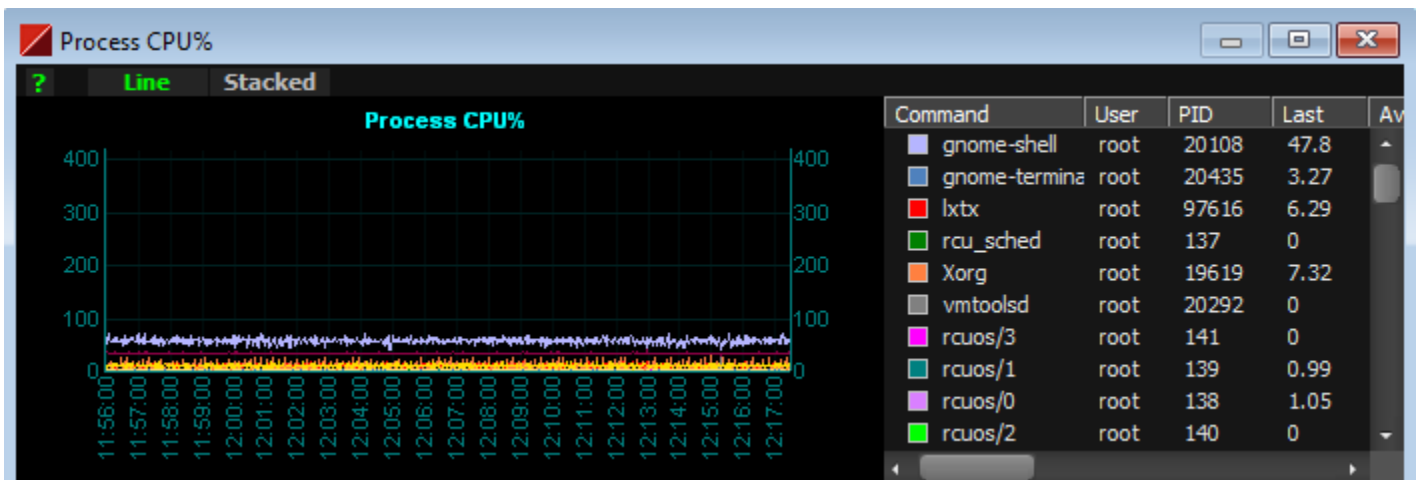 Process CPU%
? Line Stacked
Process CPU%
400 400
300 300
200 200
100 100
0 0
11:56:00 11:57:00 11:58:00 11:59:00 12:00:00 12:01:00 12:02:00 12:03:00 12:04:00 12:05:00 12:06:00 12:07:00 12:08:00 12:09:00 12:10:00 12:11:00 12:12:00 12:13:00 12:14:00 12:15:00 12:16:00 12:17:00
Command User PID Last Av
gnome-shell root 20108 47.8
gnome-termina root 20435 3.27
lxtx root 97616 6.29
rcu_sched root 137 0
Xorg root 19619 7.32
vmtoolsd root 20292 0
rcuos/3 root 141 0
rcuos/1 root 139 0.99
rcuos/0 root 138 1.05
rcuos/2 root 140 0